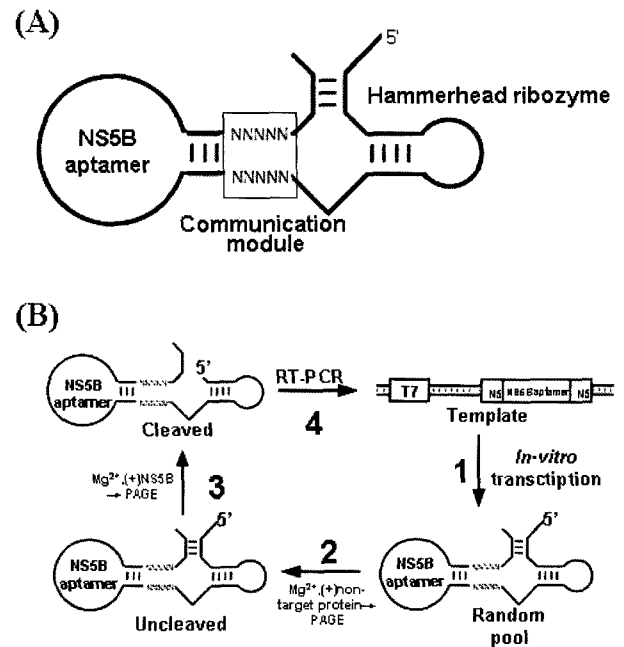 (A)
5'
Hammerhead ribozyme
NS5B
aptamer
NNNNN
NNNNN
Communication
module
(B)
NS5B
aptamer
5'
Cleaved
RT-PCR
4
T7
N5
N5
Template
1
In-vitro
transctiption
Mg²⁺,(+)NS5B
→ PAGE
3
5'
NS5B
aptamer
Uncleaved
2
Mg²⁺,(+)non-
target protein→
PAGE
5'
NS5B
aptamer
Random
pool